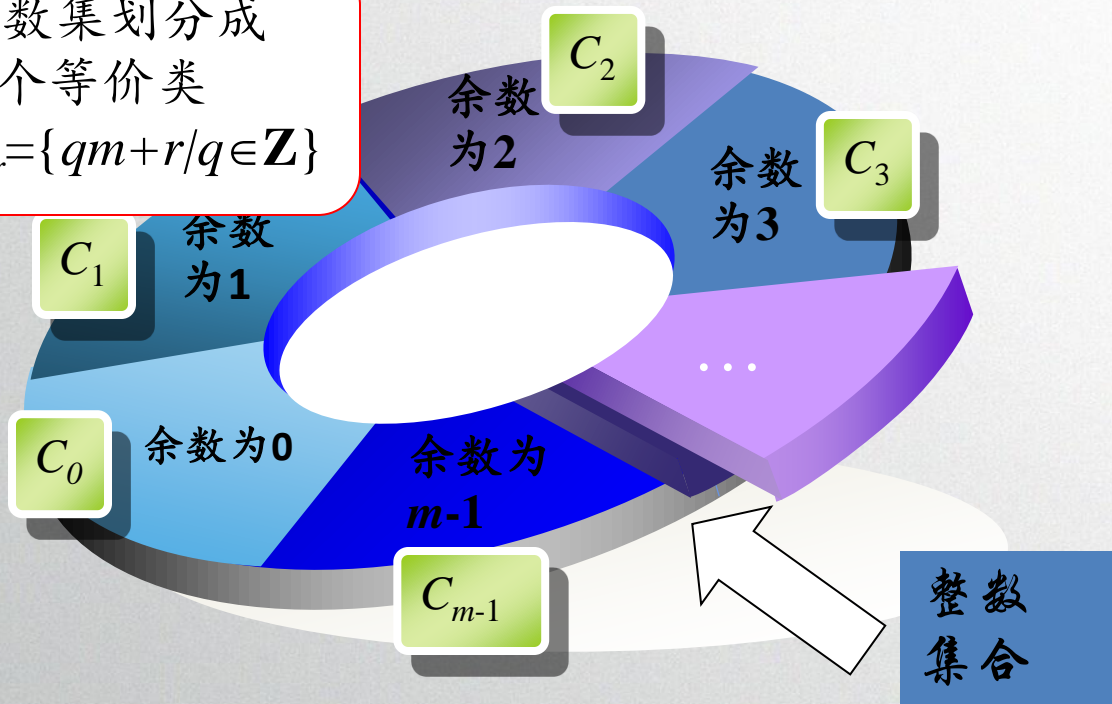 数集划分成
个等价类
={qm+r/q∈Z}
C₂
余数
为2
C₃
余数
为3
C₁
余数
为1
…
C₀
余数为0
余数为
m-1
Cₘ₋₁
整数
集合